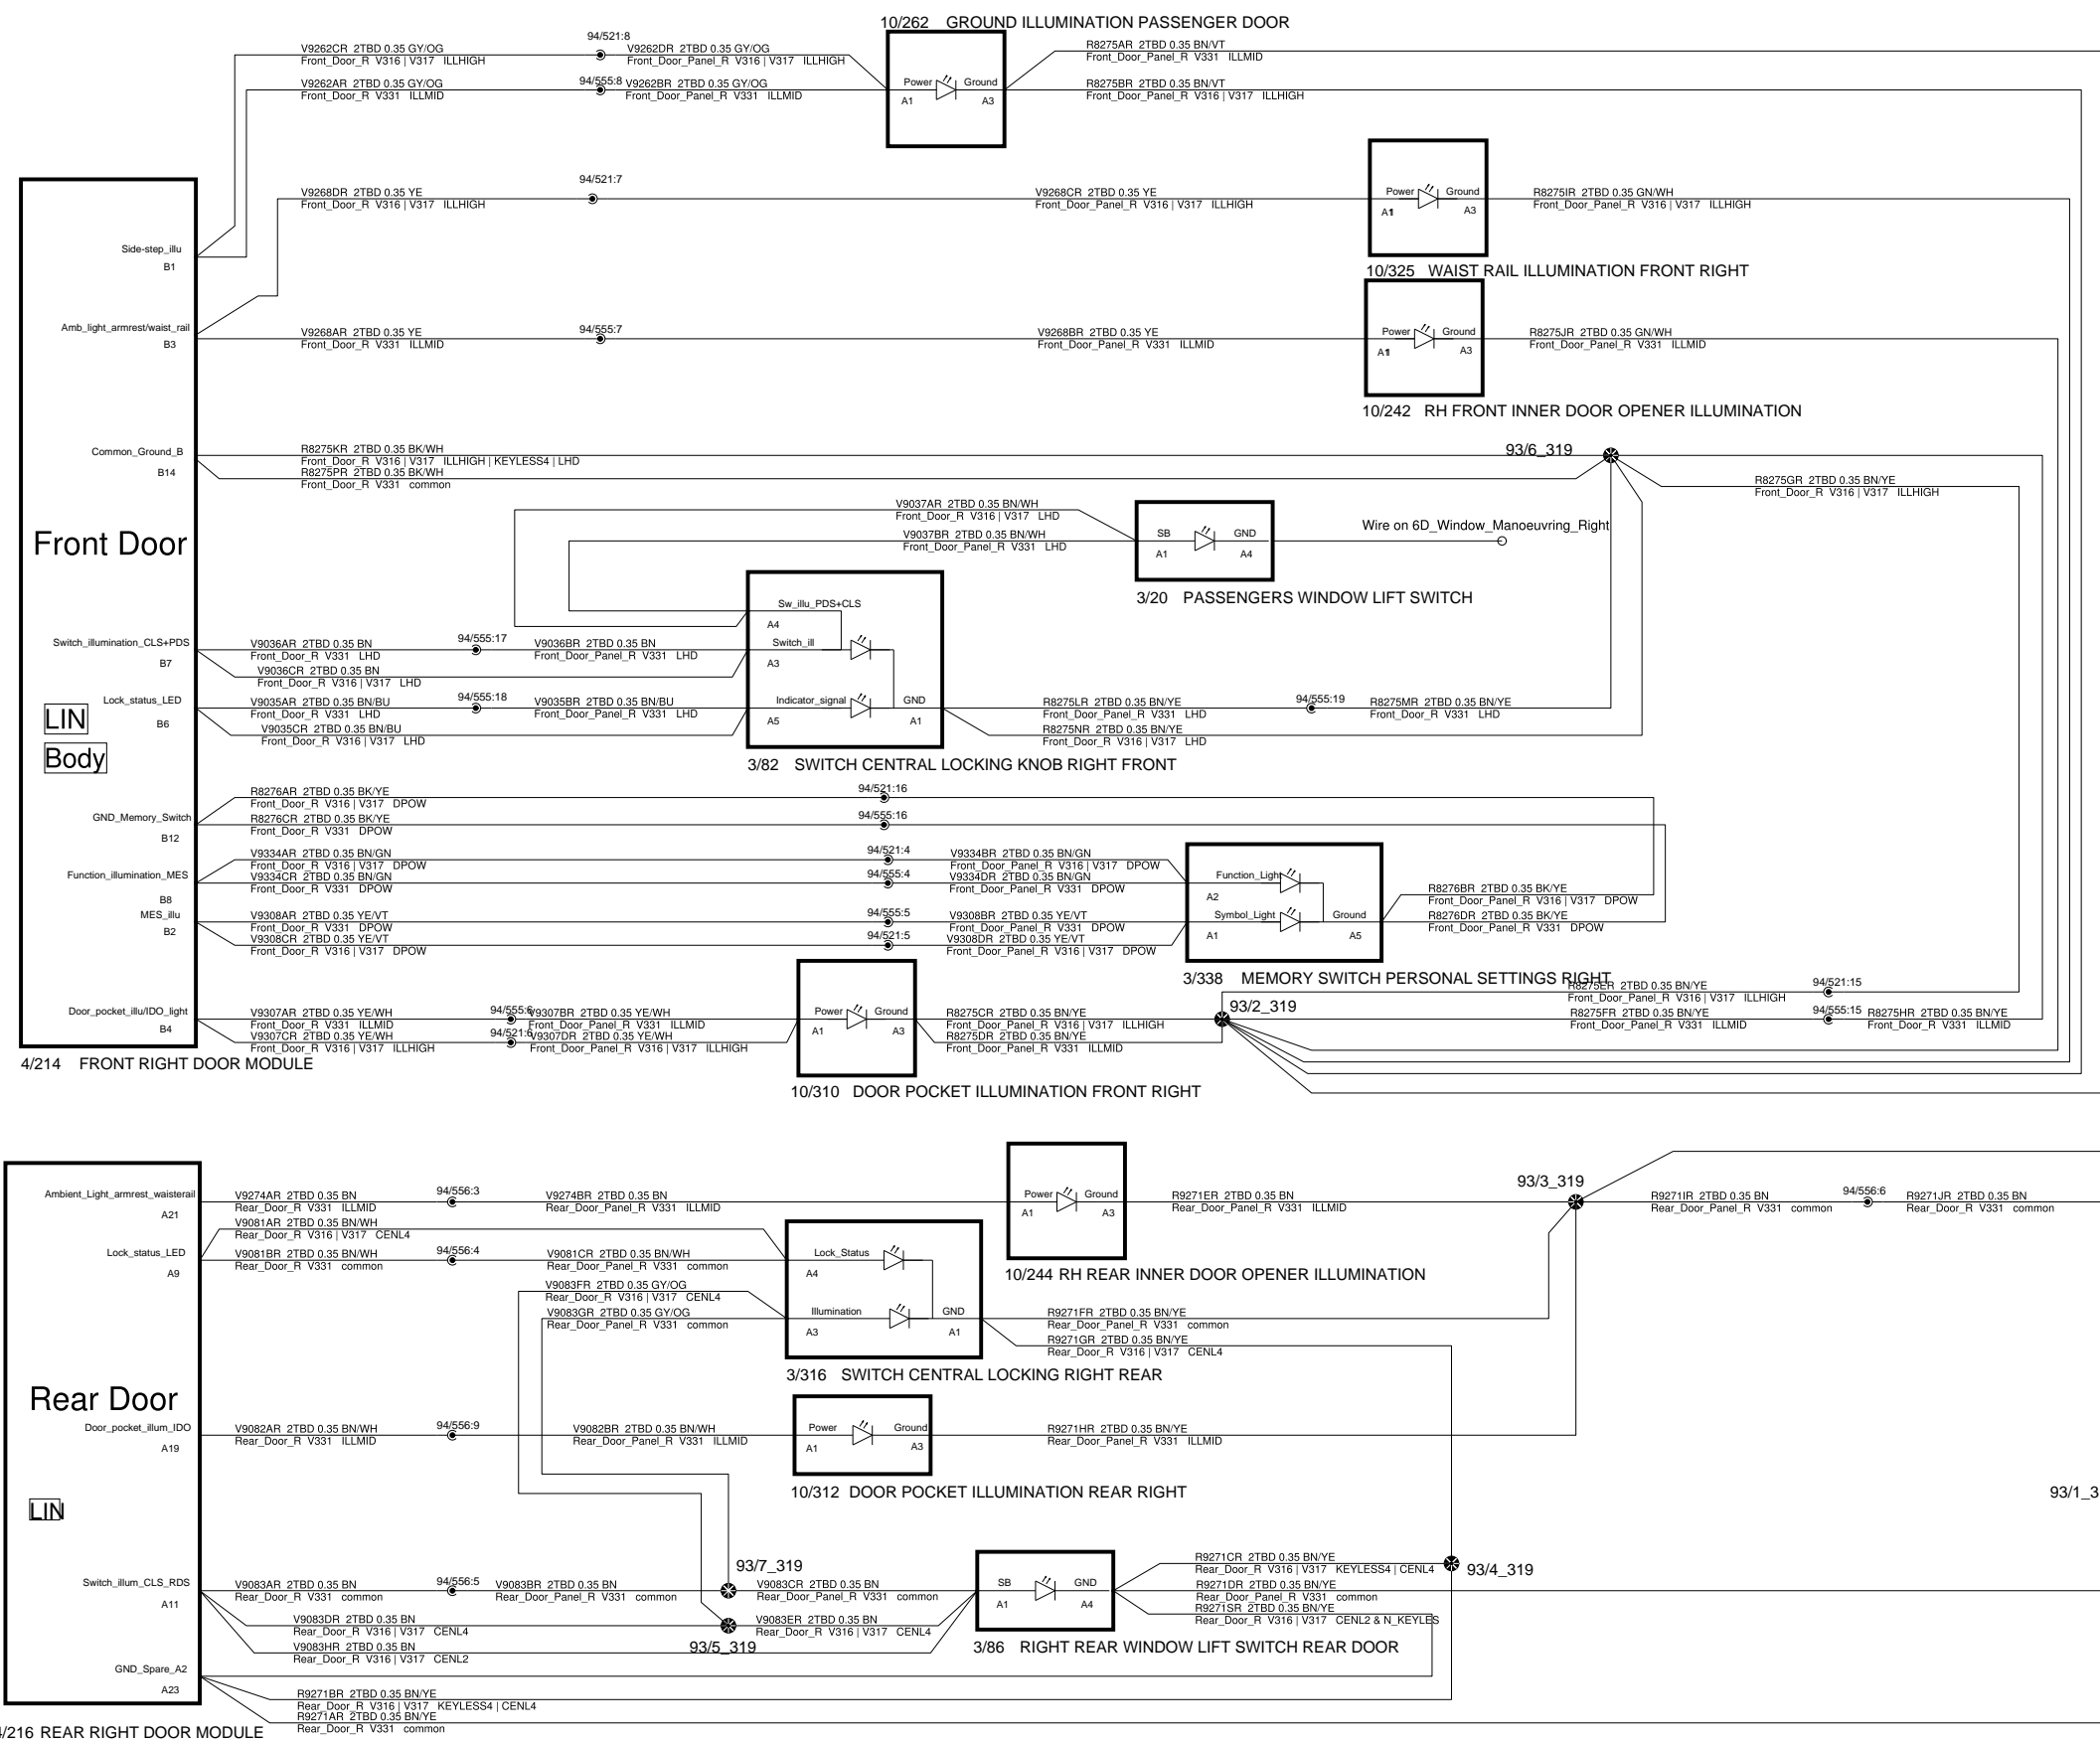 10/262 GROUND ILLUMINATION PASSENGER DOOR
94/521:8
V9262CR 2TBD 0.35 GY/OG
Front_Door_R V316 | V317 ILLHIGH
V9262DR 2TBD 0.35 GY/OG
Front_Door_Panel_R V316 | V317 ILLHIGH
R8275AR 2TBD 0.35 BN/VT
Front_Door_Panel_R V331 ILLMID
94/555:8
V9262AR 2TBD 0.35 GY/OG
Front_Door_R V331 ILLMID
V9262BR 2TBD 0.35 GY/OG
Front_Door_Panel_R V331 ILLMID
Power Ground
A1 A3
R8275BR 2TBD 0.35 BN/VT
Front_Door_Panel_R V316 | V317 ILLHIGH
94/521:7
V9268DR 2TBD 0.35 YE
Front_Door_R V316 | V317 ILLHIGH
V9268CR 2TBD 0.35 YE
Front_Door_Panel_R V316 | V317 ILLHIGH
Power Ground
A1 A3
R8275IR 2TBD 0.35 GN/WH
Front_Door_Panel_R V316 | V317 ILLHIGH
10/325 WAIST RAIL ILLUMINATION FRONT RIGHT
Side-step_illu
B1
Amb_light_armrest/waist_rail
B3
V9268AR 2TBD 0.35 YE
Front_Door_R V331 ILLMID
94/555:7
V9268BR 2TBD 0.35 YE
Front_Door_Panel_R V331 ILLMID
Power Ground
A1 A3
R8275JR 2TBD 0.35 GN/WH
Front_Door_Panel_R V331 ILLMID
10/242 RH FRONT INNER DOOR OPENER ILLUMINATION
Common_Ground_B
B14
R8275KR 2TBD 0.35 BK/WH
Front_Door_R V316 | V317 ILLHIGH | KEYLESS4 | LHD
R8275PR 2TBD 0.35 BK/WH
Front_Door_R V331 common
93/6_319
R8275GR 2TBD 0.35 BN/YE
Front_Door_R V316 | V317 ILLHIGH
V9037AR 2TBD 0.35 BN/WH
Front_Door_R V316 | V317 LHD
V9037BR 2TBD 0.35 BN/WH
Front_Door_Panel_R V331 LHD
SB GND
A1 A4
Wire on 6D_Window_Manoeuvring_Right
3/20 PASSENGERS WINDOW LIFT SWITCH
Front Door
Sw_illu_PDS+CLS
A4
Switch_illumination_CLS+PDS
B7
V9036AR 2TBD 0.35 BN
Front_Door_R V331 LHD
94/555:17
V9036BR 2TBD 0.35 BN
Front_Door_Panel_R V331 LHD
Switch_ill
A3
V9036CR 2TBD 0.35 BN
Front_Door_R V316 | V317 LHD
Lock_status_LED
B6
V9035AR 2TBD 0.35 BN/BU
Front_Door_R V331 LHD
94/555:18
V9035BR 2TBD 0.35 BN/BU
Front_Door_Panel_R V331 LHD
Indicator_signal GND
A5 A1
R8275LR 2TBD 0.35 BN/YE
Front_Door_Panel_R V331 LHD
94/555:19
R8275MR 2TBD 0.35 BN/YE
Front_Door_R V331 LHD
V9035CR 2TBD 0.35 BN/BU
Front_Door_R V316 | V317 LHD
R8275NR 2TBD 0.35 BN/YE
Front_Door_R V316 | V317 LHD
LIN
Body
3/82 SWITCH CENTRAL LOCKING KNOB RIGHT FRONT
GND_Memory_Switch
B12
R8276AR 2TBD 0.35 BK/YE
Front_Door_R V316 | V317 DPOW
94/521:16
R8276CR 2TBD 0.35 BK/YE
Front_Door_R V331 DPOW
94/555:16
Function_illumination_MES
B8
V9334AR 2TBD 0.35 BN/GN
Front_Door_R V316 | V317 DPOW
94/521:4
V9334BR 2TBD 0.35 BN/GN
Front_Door_Panel_R V316 | V317 DPOW
V9334CR 2TBD 0.35 BN/GN
Front_Door_R V331 DPOW
94/555:4
V9334DR 2TBD 0.35 BN/GN
Front_Door_Panel_R V331 DPOW
Function_Light
A2
R8276BR 2TBD 0.35 BK/YE
Front_Door_Panel_R V316 | V317 DPOW
MES_illu
B2
V9308AR 2TBD 0.35 YE/VT
Front_Door_R V331 DPOW
94/555:5
V9308BR 2TBD 0.35 YE/VT
Front_Door_Panel_R V331 DPOW
Symbol_Light Ground
A1 A5
R8276DR 2TBD 0.35 BK/YE
Front_Door_R V331 DPOW
V9308CR 2TBD 0.35 YE/VT
Front_Door_R V316 | V317 DPOW
94/521:5
V9308DR 2TBD 0.35 YE/VT
Front_Door_Panel_R V316 | V317 DPOW
3/338 MEMORY SWITCH PERSONAL SETTINGS RIGHT
R8275ER 2TBD 0.35 BN/YE
Front_Door_Panel_R V316 | V317 ILLHIGH
94/521:15
Door_pocket_illu/IDO_light
B4
V9307AR 2TBD 0.35 YE/WH
Front_Door_R V331 ILLMID
94/555:6
V9307BR 2TBD 0.35 YE/WH
Front_Door_Panel_R V331 ILLMID
V9307CR 2TBD 0.35 YE/WH
Front_Door_R V316 | V317 ILLHIGH
94/521:6
V9307DR 2TBD 0.35 YE/WH
Front_Door_Panel_R V316 | V317 ILLHIGH
Power Ground
A1 A3
R8275CR 2TBD 0.35 BN/YE
Front_Door_Panel_R V316 | V317 ILLHIGH
R8275DR 2TBD 0.35 BN/YE
Front_Door_Panel_R V331 ILLMID
93/2_319
R8275FR 2TBD 0.35 BN/YE
Front_Door_Panel_R V331 ILLMID
94/555:15
R8275HR 2TBD 0.35 BN/YE
Front_Door_R V331 ILLMID
4/214 FRONT RIGHT DOOR MODULE
10/310 DOOR POCKET ILLUMINATION FRONT RIGHT
Ambient_Light_armrest_waisterail
A21
V9274AR 2TBD 0.35 BN
Rear_Door_R V331 ILLMID
94/556:3
V9274BR 2TBD 0.35 BN
Rear_Door_Panel_R V331 ILLMID
Power Ground
A1 A3
R9271ER 2TBD 0.35 BN
Rear_Door_Panel_R V331 ILLMID
93/3_319
R9271IR 2TBD 0.35 BN
Rear_Door_Panel_R V331 common
94/556:6
R9271JR 2TBD 0.35 BN
Rear_Door_R V331 common
Lock_status_LED
A9
V9081AR 2TBD 0.35 BN/WH
Rear_Door_R V316 | V317 CENL4
V9081BR 2TBD 0.35 BN/WH
Rear_Door_R V331 common
94/556:4
V9081CR 2TBD 0.35 BN/WH
Rear_Door_Panel_R V331 common
Lock_Status
A4
10/244 RH REAR INNER DOOR OPENER ILLUMINATION
V9083FR 2TBD 0.35 GY/OG
Rear_Door_R V316 | V317 CENL4
V9083GR 2TBD 0.35 GY/OG
Rear_Door_Panel_R V331 common
Illumination GND
A3 A1
R9271FR 2TBD 0.35 BN/YE
Rear_Door_Panel_R V331 common
R9271GR 2TBD 0.35 BN/YE
Rear_Door_R V316 | V317 CENL4
3/316 SWITCH CENTRAL LOCKING RIGHT REAR
Rear Door
Door_pocket_illum_IDO
A19
V9082AR 2TBD 0.35 BN/WH
Rear_Door_R V331 ILLMID
94/556:9
V9082BR 2TBD 0.35 BN/WH
Rear_Door_Panel_R V331 ILLMID
Power Ground
A1 A3
R9271HR 2TBD 0.35 BN/YE
Rear_Door_Panel_R V331 ILLMID
10/312 DOOR POCKET ILLUMINATION REAR RIGHT
93/1_3
LIN
Switch_illum_CLS_RDS
A11
V9083AR 2TBD 0.35 BN
Rear_Door_R V331 common
94/556:5
V9083BR 2TBD 0.35 BN
Rear_Door_Panel_R V331 common
93/7_319
V9083CR 2TBD 0.35 BN
Rear_Door_Panel_R V331 common
SB GND
A1 A4
R9271CR 2TBD 0.35 BN/YE
Rear_Door_R V316 | V317 KEYLESS4 | CENL4
93/4_319
R9271DR 2TBD 0.35 BN/YE
Rear_Door_Panel_R V331 common
R9271SR 2TBD 0.35 BN/YE
Rear_Door_R V316 | V317 CENL2 & N_KEYLES
V9083DR 2TBD 0.35 BN
Rear_Door_R V316 | V317 CENL4
V9083ER 2TBD 0.35 BN
Rear_Door_R V316 | V317 CENL4
93/5_319
V9083HR 2TBD 0.35 BN
Rear_Door_R V316 | V317 CENL2
3/86 RIGHT REAR WINDOW LIFT SWITCH REAR DOOR
GND_Spare_A2
A23
R9271BR 2TBD 0.35 BN/YE
Rear_Door_R V316 | V317 KEYLESS4 | CENL4
R9271AR 2TBD 0.35 BN/YE
Rear_Door_R V331 common
4/216 REAR RIGHT DOOR MODULE